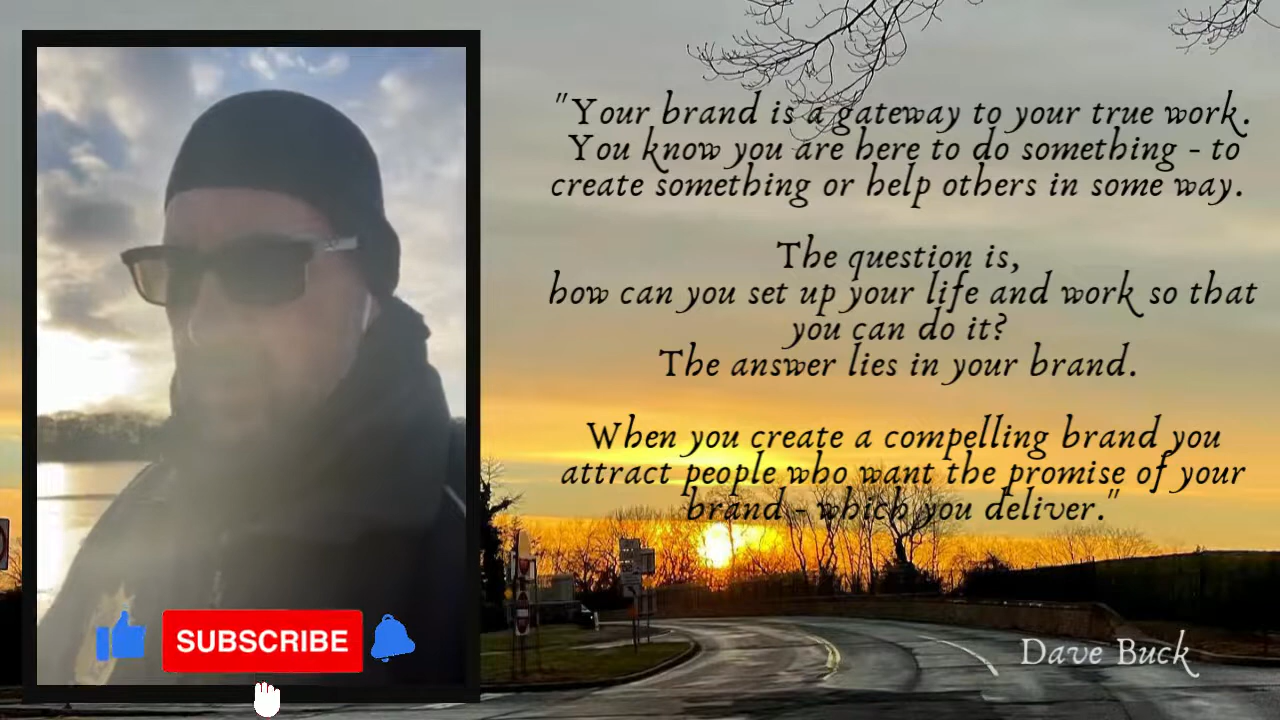 "Your brand is a gateway to your true work.
You know you are here to do something - to
create something or help others in some way.
The question is,
how can you set up your life and work so that
you can do it?
The answer lies in your brand.
When you create a compelling brand you
attract people who want the promise of your
brand - which you deliver."
Dave Buck
SUBSCRIBE